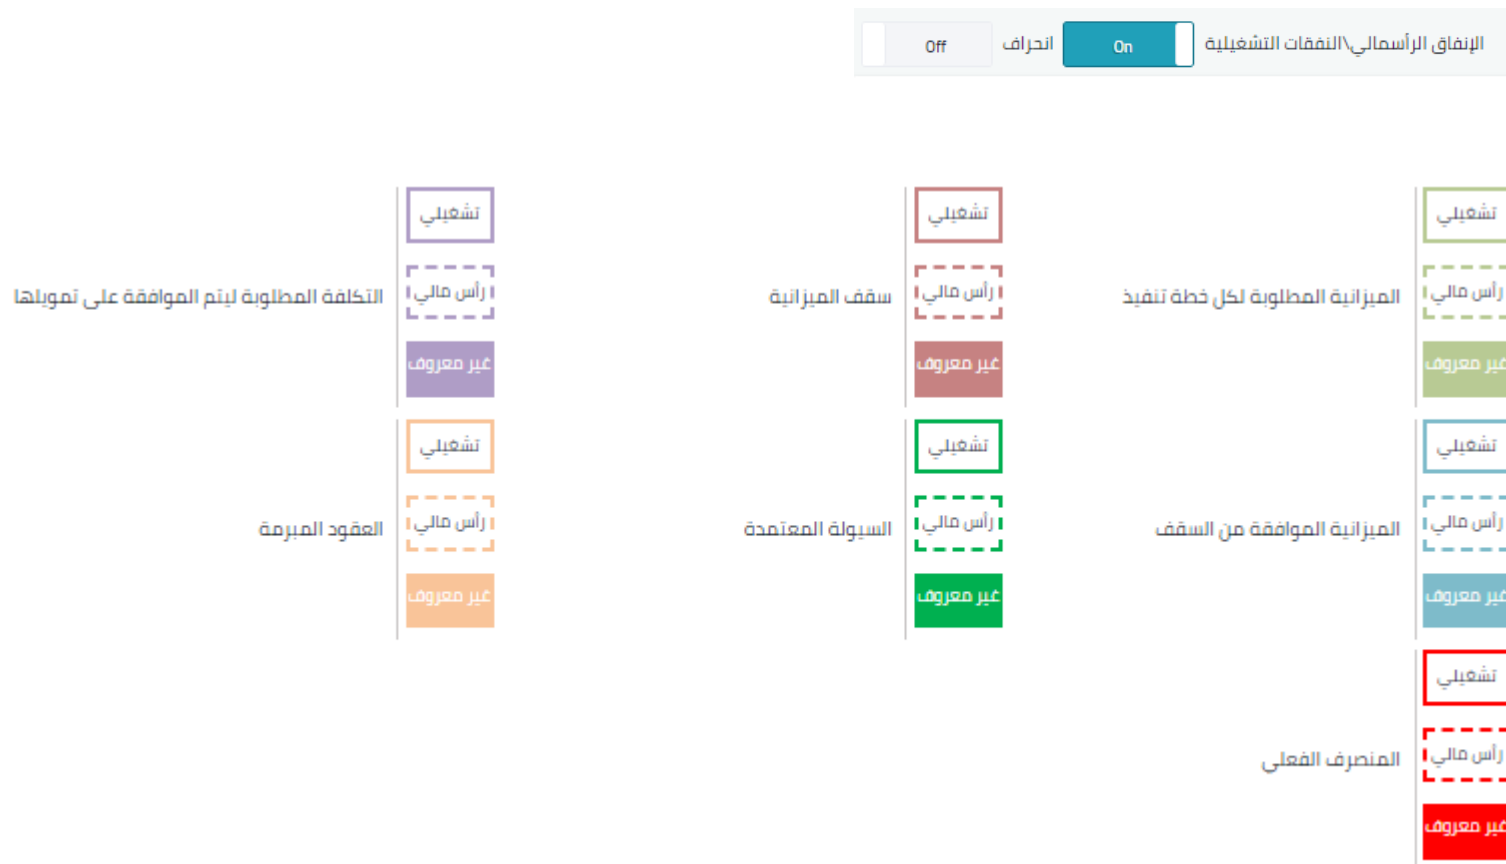 الإنفاق الرأسمالي\النفقات التشغيلية On انحراف Off
تشغيلي
رأس مالي
غير معروف
الميزانية المطلوبة لكل خطة تنفيذ
تشغيلي
رأس مالي
غير معروف
سقف الميزانية
تشغيلي
رأس مالي
غير معروف
التكلفة المطلوبة ليتم الموافقة على تمويلها
تشغيلي
رأس مالي
غير معروف
الميزانية الموافقة من السقف
تشغيلي
رأس مالي
غير معروف
السيولة المعتمدة
تشغيلي
رأس مالي
غير معروف
العقود المبرمة
تشغيلي
رأس مالي
غير معروف
المنصرف الفعلي